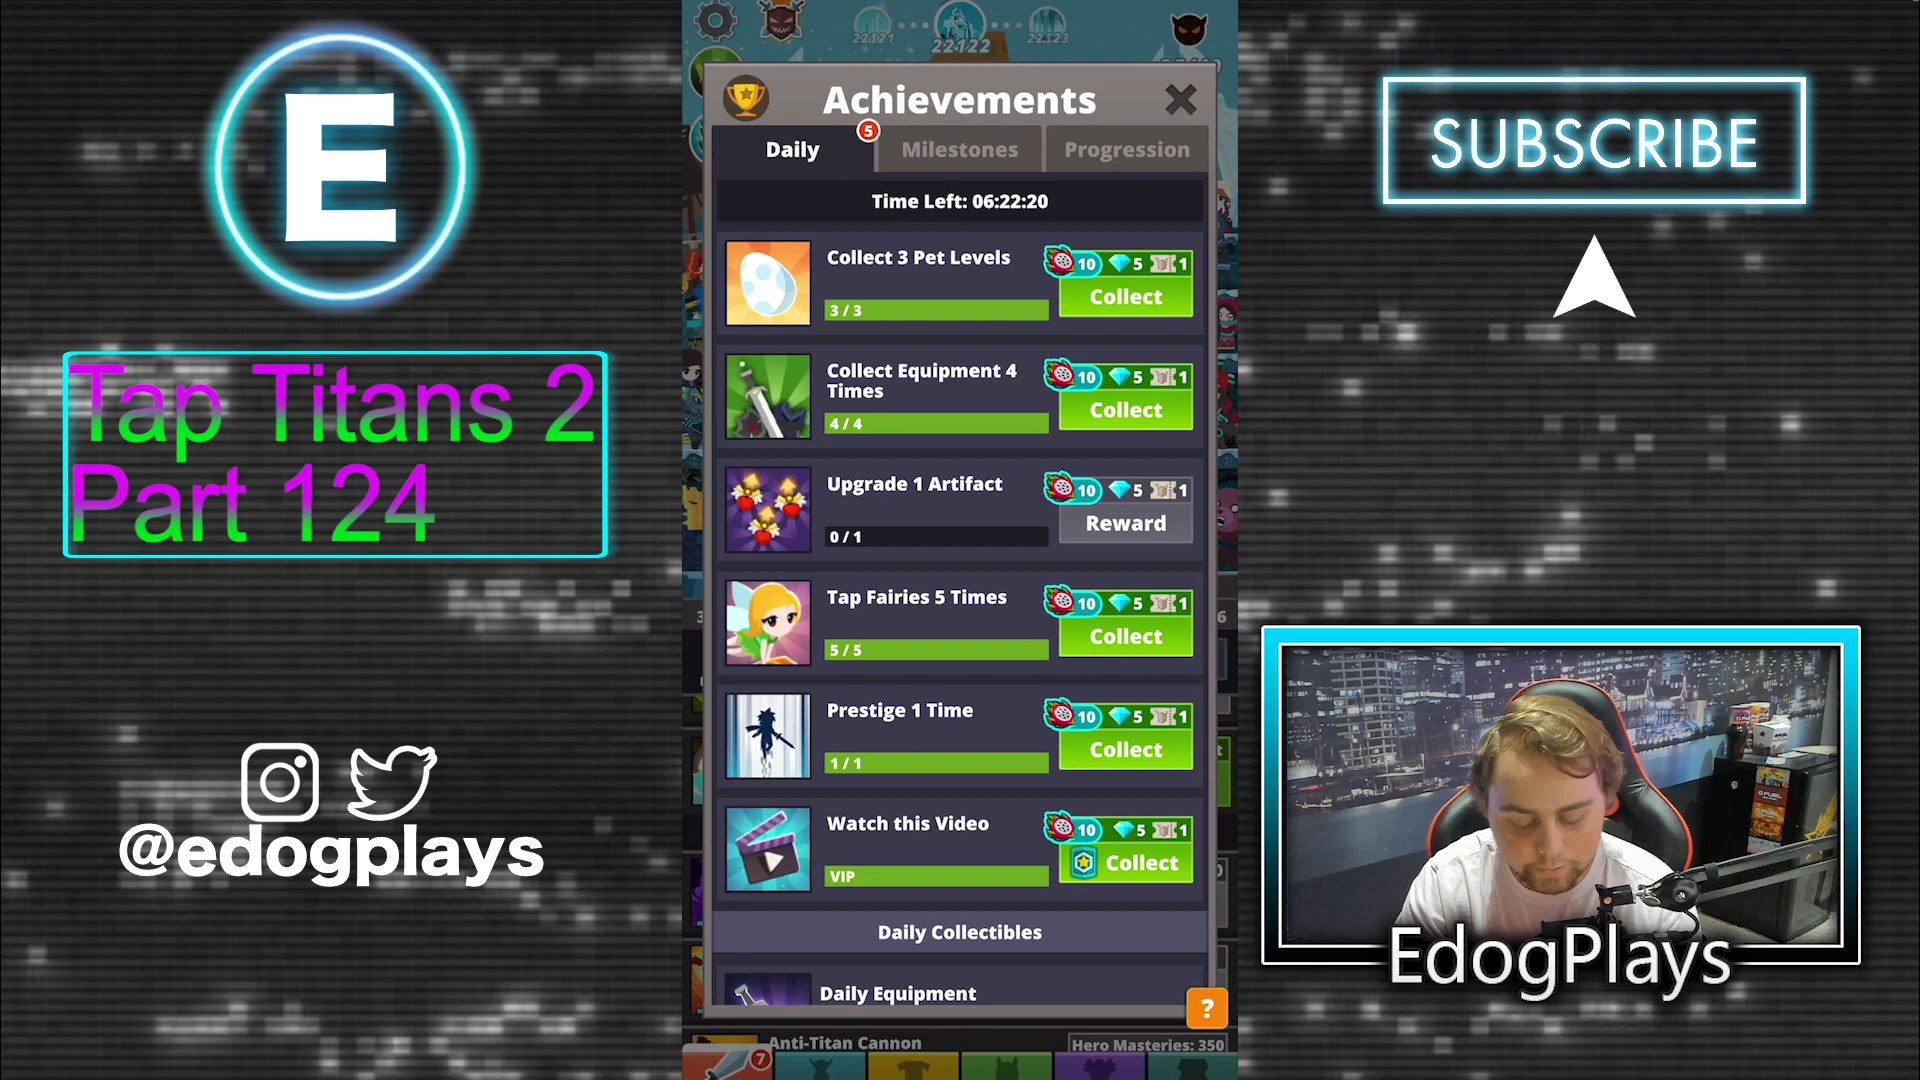 E
Tap Titans 2
Part 124
@edogplays
SUBSCRIBE
EdogPlays
22121
22122
22123
Achievements
5
Daily
Milestones
Progression
Time Left: 06:22:20
Collect 3 Pet Levels
3 / 3
10
5
1
Collect
Collect Equipment 4
Times
4 / 4
10
5
1
Collect
Upgrade 1 Artifact
0 / 1
10
5
1
Reward
Tap Fairies 5 Times
5 / 5
10
5
1
Collect
Prestige 1 Time
1 / 1
10
5
1
Collect
Watch this Video
VIP
10
5
1
Collect
Daily Collectibles
Daily Equipment
?
Anti-Titan Cannon
Hero Masteries: 350
7